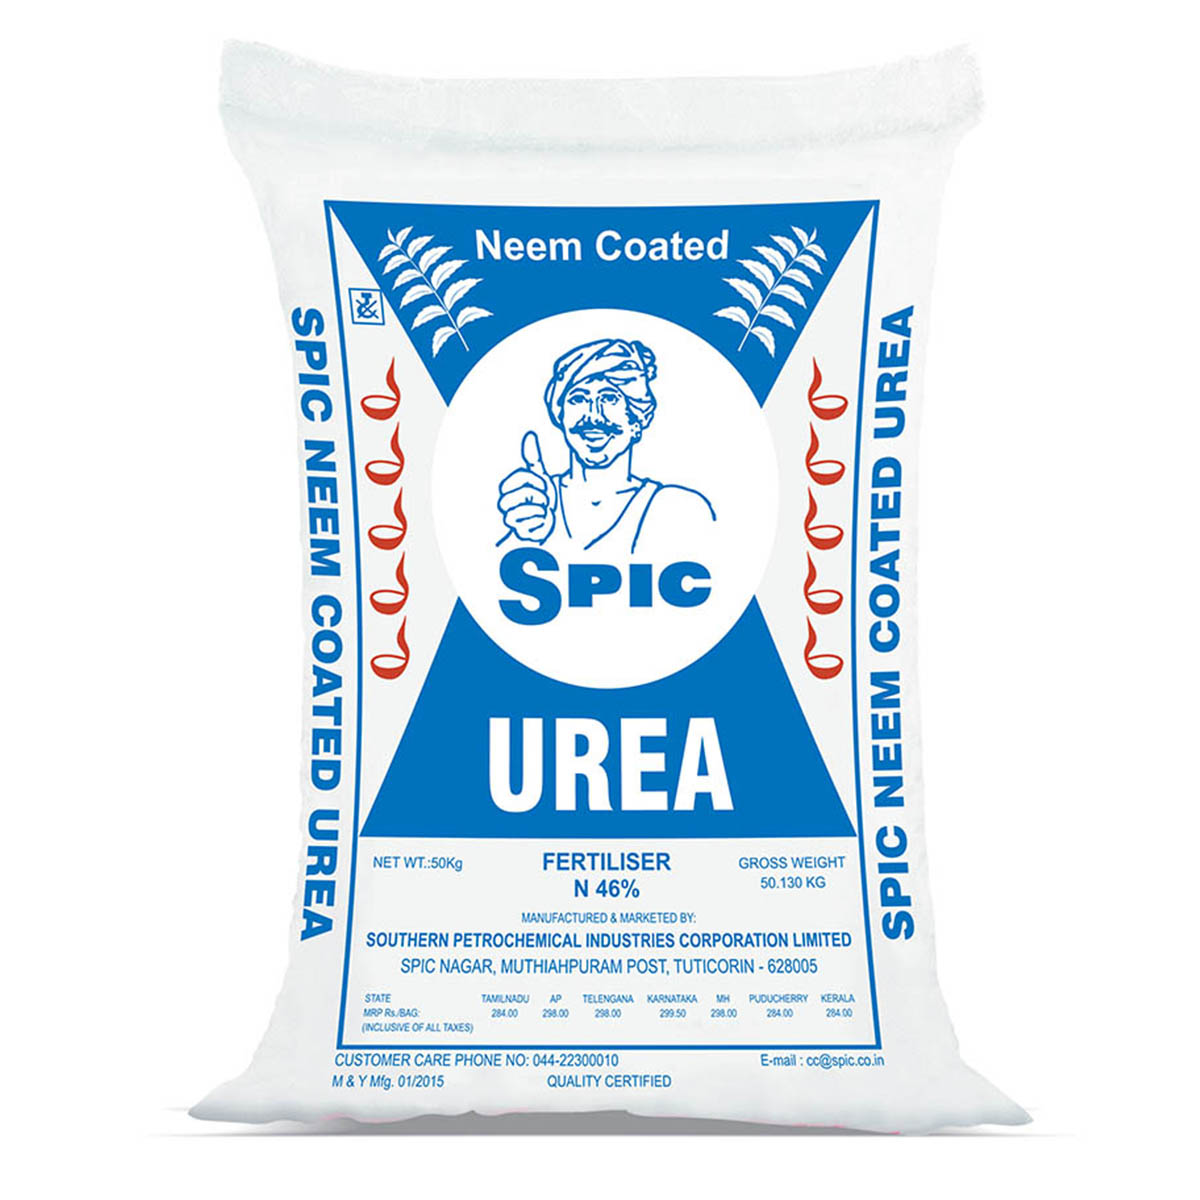 Neem Coated
SPIC
UREA
SPIC NEEM COATED UREA
SPIC NEEM COATED UREA
NET WT.:50Kg FERTILISER GROSS WEIGHT
N 46% 50.130 KG
MANUFACTURED & MARKETED BY:
SOUTHERN PETROCHEMICAL INDUSTRIES CORPORATION LIMITED
SPIC NAGAR, MUTHIAHPURAM POST, TUTICORIN - 628005
STATE TAMILNADU AP TELENGANA KARNATAKA MH PUDUCHERRY KERALA
MRP Rs./BAG: 284.00 298.00 298.00 299.50 298.00 284.00 284.00
(INCLUSIVE OF ALL TAXES)
CUSTOMER CARE PHONE NO: 044-22300010 E-mail : cc@spic.co.in
M & Y Mfg. 01/2015 QUALITY CERTIFIED